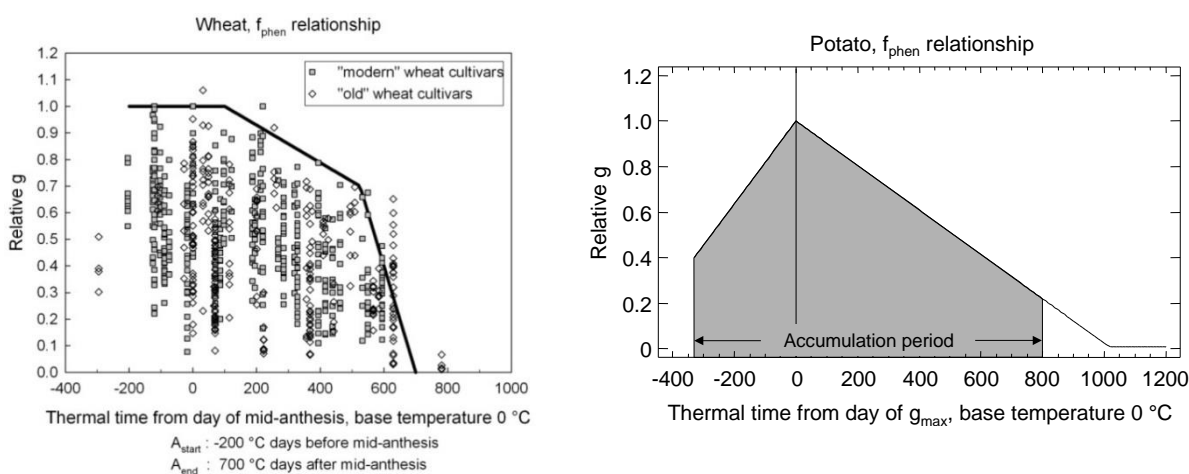 Wheat, fphen relationship
Relative g
1.2
1.1
1.0
0.9
0.8
0.7
0.6
0.5
0.4
0.3
0.2
0.1
0.0
"modern" wheat cultivars
"old" wheat cultivars
-400 -200 0 200 400 600 800 1000
Thermal time from day of mid-anthesis, base temperature 0 °C
Astart : -200 °C days before mid-anthesis
Aend : 700 °C days after mid-anthesis
Potato, fphen relationship
Relative g
1.2
1.0
0.8
0.6
0.4
0.2
0
Accumulation period
-400 -200 0 200 400 600 800 1000 1200
Thermal time from day of gmax, base temperature 0 °C